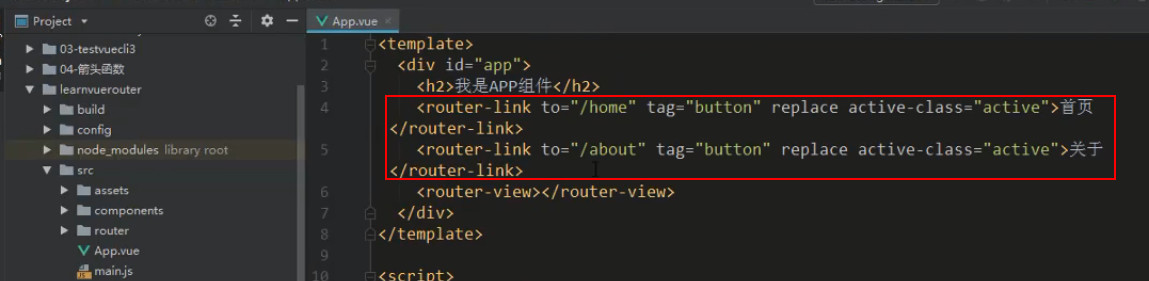 Project
03-testvuecli3
04-箭头函数
learnvuerouter
build
config
node_modules library root
src
assets
components
router
App.vue
main.js
App.vue
1 <template>
2 <div id="app">
3 <h2>我是APP组件</h2>
4 <router-link to="/home" tag="button" replace active-class="active">首页
</router-link>
5 <router-link to="/about" tag="button" replace active-class="active">关于
</router-link>
6 <router-view></router-view>
7 </div>
8 </template>
9
10 <script>